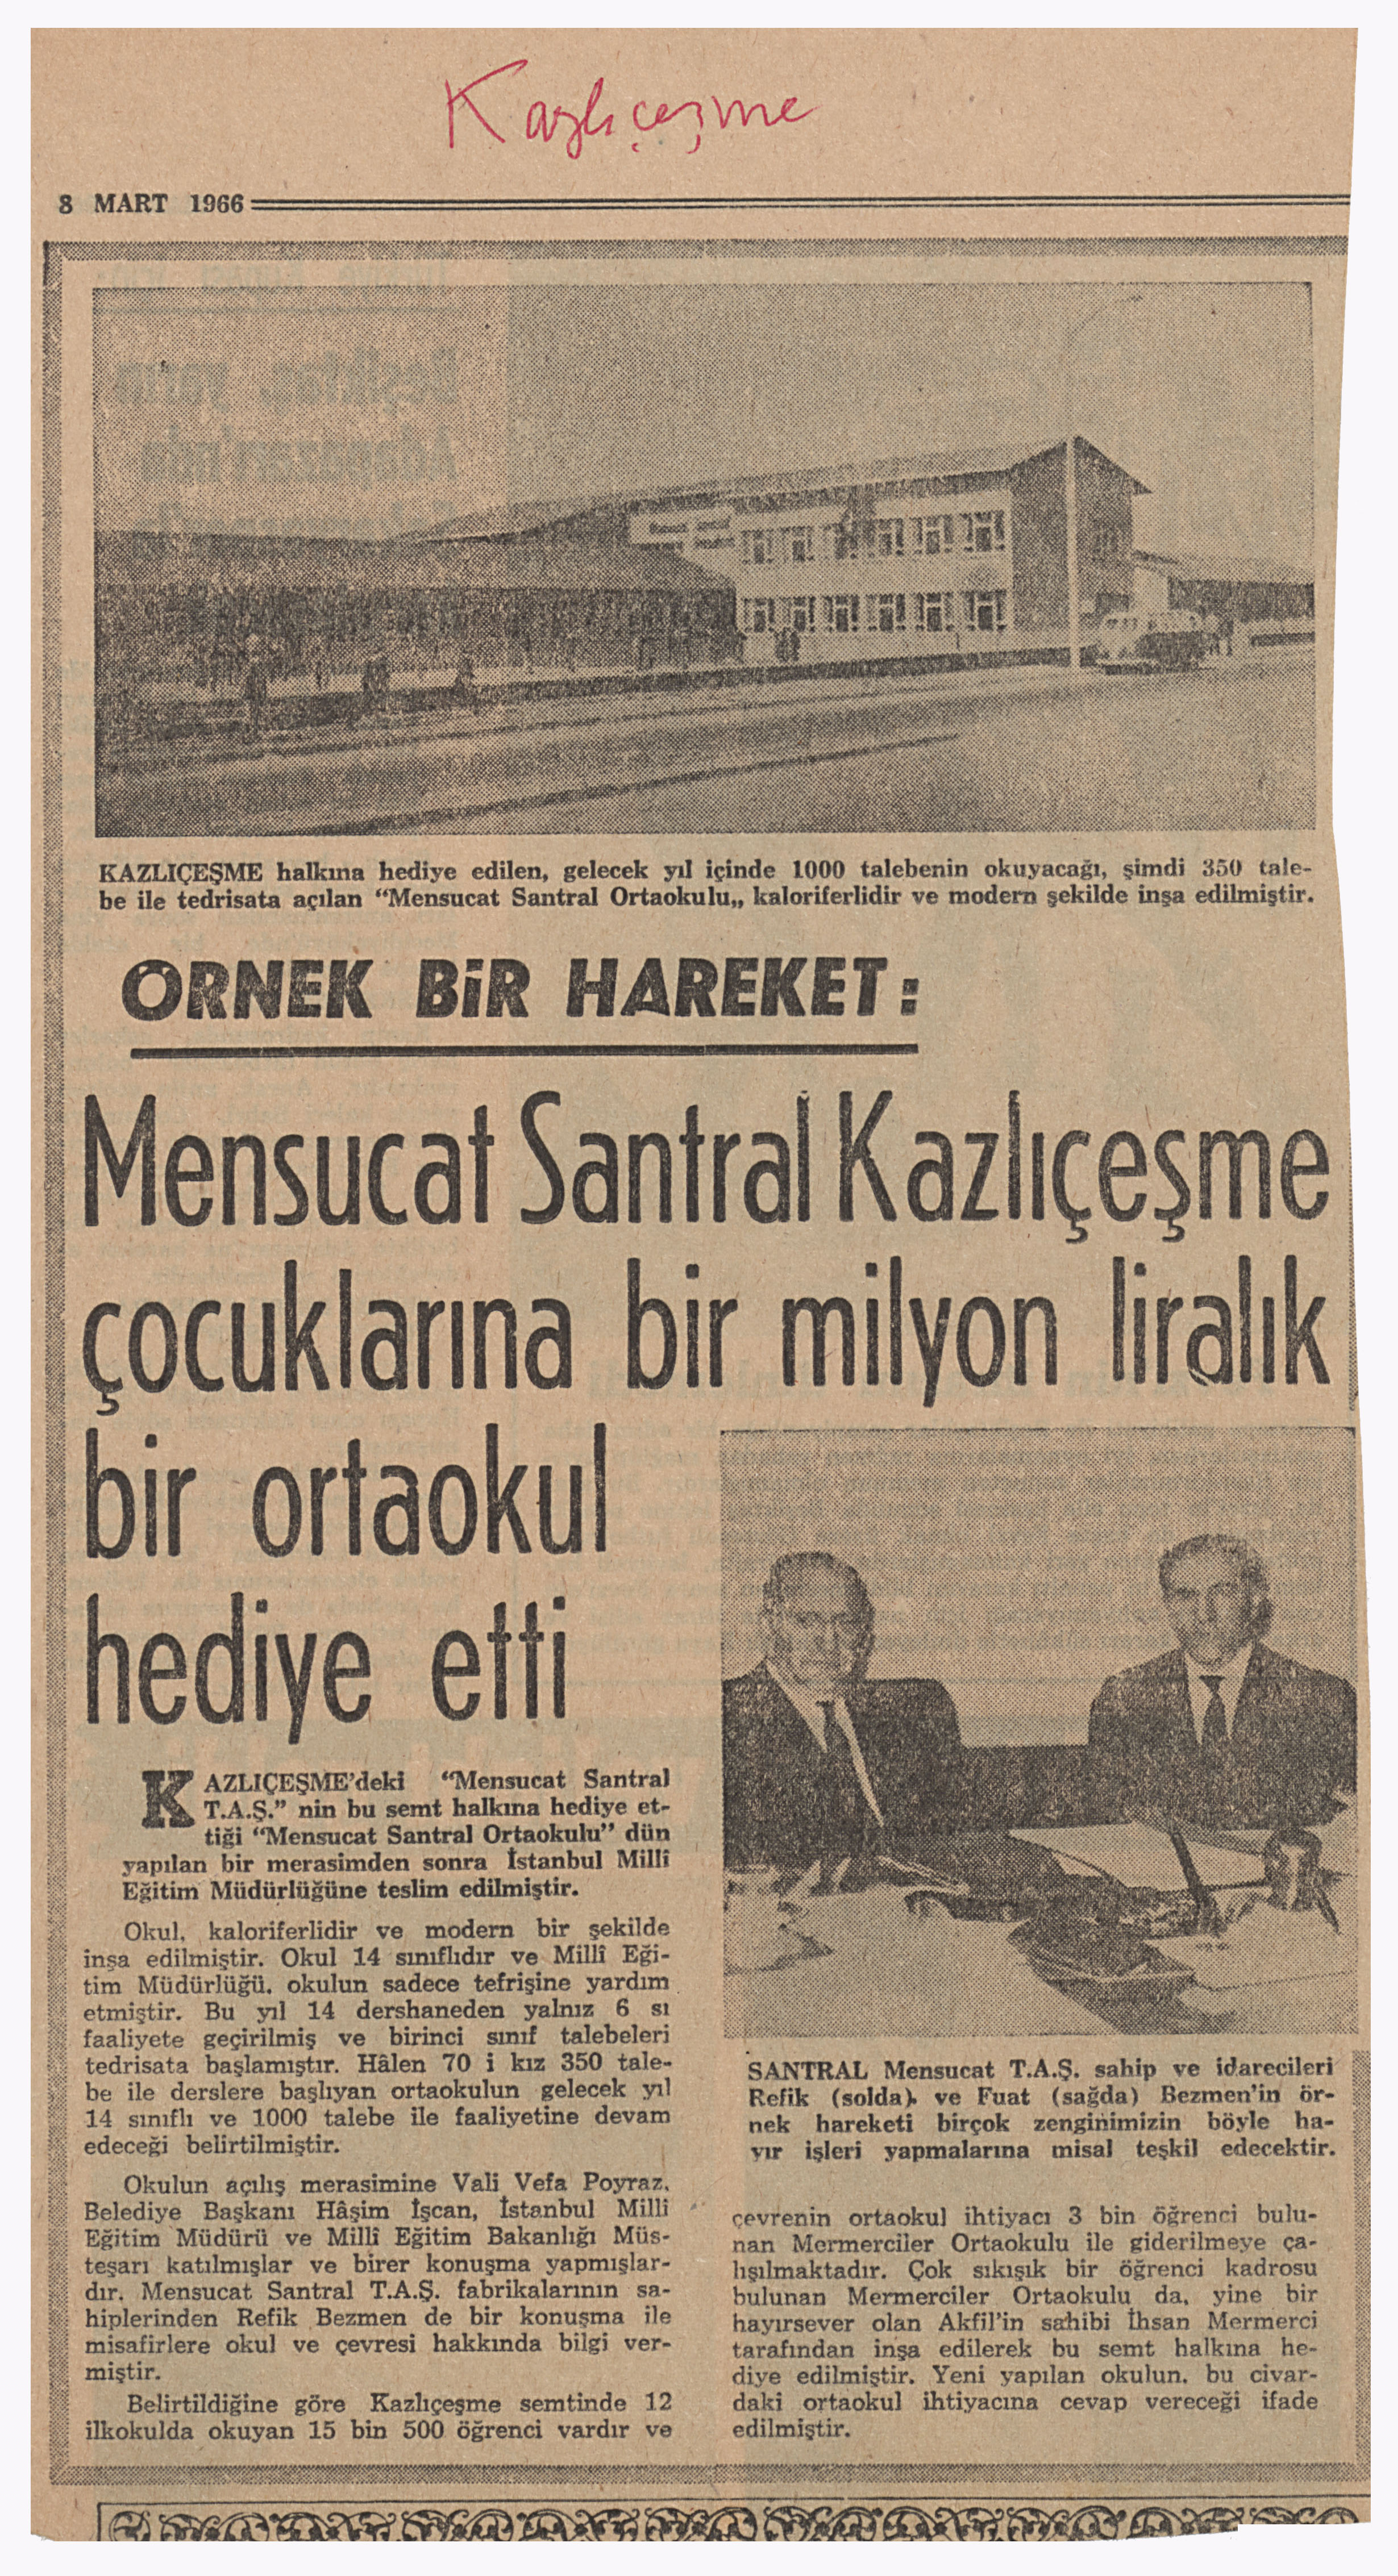 Kazlıçeşme
8 MART 1966
KAZLIÇEŞME halkına hediye edilen, gelecek yıl içinde 1000 talebenin okuyacağı, şimdi 350 tale-
be ile tedrisata açılan “Mensucat Santral Ortaokulu„ kaloriferlidir ve modern şekilde inşa edilmiştir.
ÖRNEK BİR HAREKET:
Mensucat Santral Kazlıçeşme
çocuklarına bir milyon liralık
bir ortaokul
hediye etti
KAZLIÇEŞME’deki “Mensucat Santral
T.A.Ş.” nin bu semt halkına hediye et-
tiği “Mensucat Santral Ortaokulu” dün
yapılan bir merasimden sonra İstanbul Millî
Eğitim Müdürlüğüne teslim edilmiştir.
Okul, kaloriferlidir ve modern bir şekilde
inşa edilmiştir. Okul 14 sınıflıdır ve Millî Eği-
tim Müdürlüğü. okulun sadece tefrişine yardım
etmiştir. Bu yıl 14 dershaneden yalnız 6 sı
faaliyete geçirilmiş ve birinci sınıf talebeleri
tedrisata başlamıştır. Hâlen 70 i kız 350 tale-
be ile derslere başlıyan ortaokulun gelecek yıl
14 sınıflı ve 1000 talebe ile faaliyetine devam
edeceği belirtilmiştir.
Okulun açılış merasimine Vali Vefa Poyraz,
Belediye Başkanı Hâşim İşcan, İstanbul Millî
Eğitim Müdürü ve Millî Eğitim Bakanlığı Müs-
teşarı katılmışlar ve birer konuşma yapmışlar-
dır. Mensucat Santral T.A.Ş. fabrikalarının sa-
hiplerinden Refik Bezmen de bir konuşma ile
misafirlere okul ve çevresi hakkında bilgi ver-
miştir.
Belirtildiğine göre Kazlıçeşme semtinde 12
ilkokulda okuyan 15 bin 500 öğrenci vardır ve
SANTRAL Mensucat T.A.Ş. sahip ve idarecileri
Refik (solda). ve Fuat (sağda) Bezmen’in ör-
nek hareketi birçok zenginimizin böyle ha-
yır işleri yapmalarına misal teşkil edecektir.
çevrenin ortaokul ihtiyacı 3 bin öğrenci bulu-
nan Mermerciler Ortaokulu ile giderilmeye ça-
lışılmaktadır. Çok sıkışık bir öğrenci kadrosu
bulunan Mermerciler Ortaokulu da, yine bir
hayırsever olan Akfil’in sahibi İhsan Mermerci
tarafından inşa edilerek bu semt halkına he-
diye edilmiştir. Yeni yapılan okulun. bu civar-
daki ortaokul ihtiyacına cevap vereceği ifade
edilmiştir.